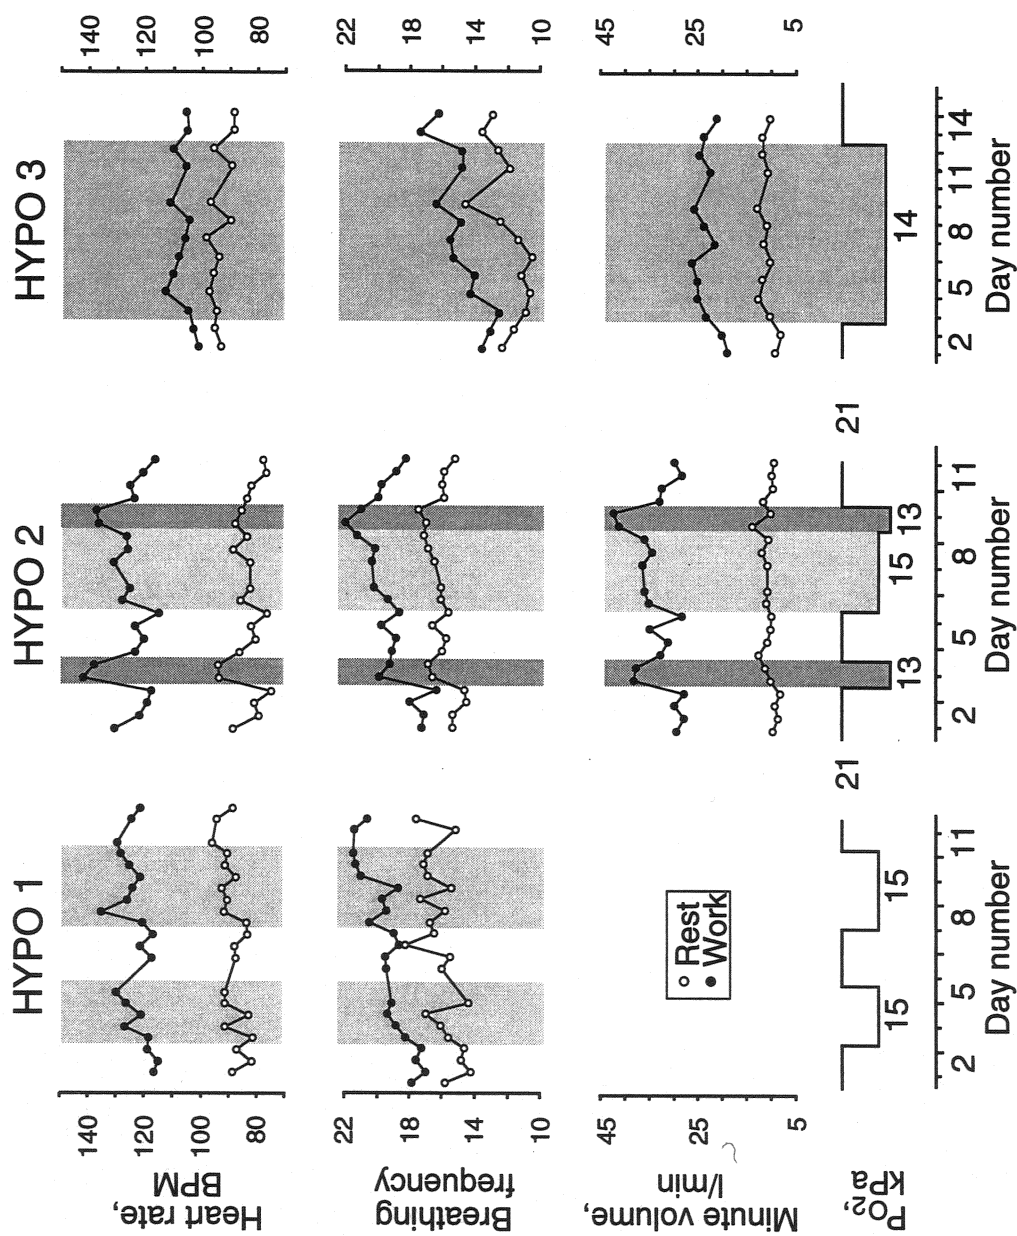 HYPO 1 HYPO 2 HYPO 3
Heart rate,
BPM
140
120
100
80
140
120
100
80
Breathing
frequency
22
18
14
10
22
18
14
10
Minute volume,
l/min
45
25
5
45
25
5
Rest
Work
PO2,
kPa
15 15 21 13 15 13 21 14
2 5 8 11 2 5 8 11 2 5 8 11 14
Day number Day number Day number